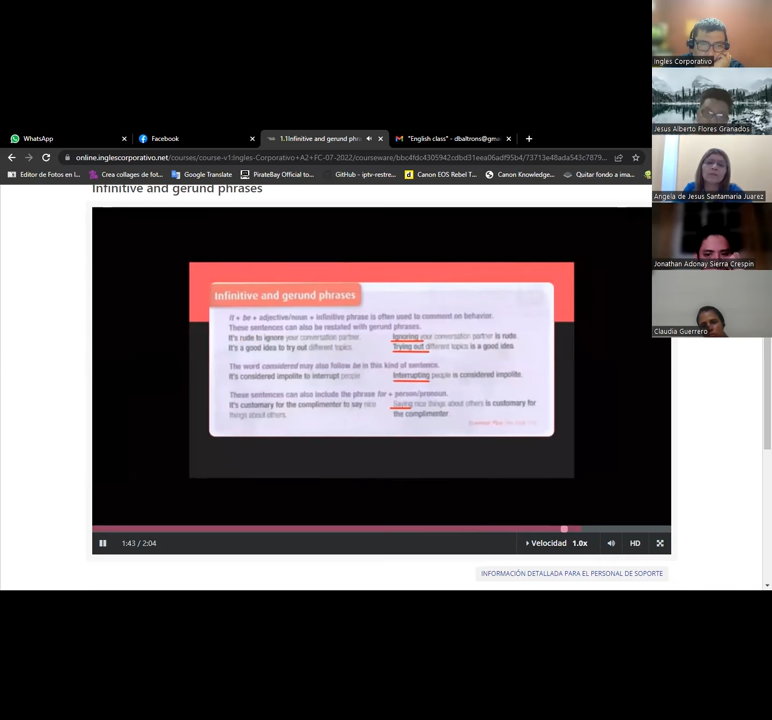 WhatsApp
Facebook
1.1Infinitive and gerund phr
"English class" - dbaltrons@gma
online.inglescorporativo.net/courses/course-v1:Ingles-Corporativo+A2+FC-07-2022/courseware/bbc4fdc4305942cdbd31eea06adf95b4/73713e48ada543c7879...
Editor de Fotos en l...
Crea collages de fot...
Google Translate
PirateBay Official to...
GitHub - iptv-restre...
Canon EOS Rebel T...
Canon Knowledge...
Quitar fondo a ima...
Infinitive and gerund phrases
Infinitive and gerund phrases
It + be + adjective/noun + infinitive phrase is often used to comment on behavior.
These sentences can also be restated with gerund phrases.
It's rude to ignore your conversation partner. Ignoring your conversation partner is rude.
It's a good idea to try out different topics. Trying out different topics is a good idea.
The word considered may also follow be in this kind of sentence.
It's considered impolite to interrupt people. Interrupting people is considered impolite.
These sentences can also include the phrase for + person/pronoun.
It's customary for the complimenter to say nice Saying nice things about others is customary for
things about others. the complimenter.
1:43 / 2:04
Velocidad 1.0x
HD
INFORMACIÓN DETALLADA PARA EL PERSONAL DE SOPORTE
Ingles Corporativo
Jesus Alberto Flores Granados
Angela de Jesus Santamaria Juarez
Jonathan Adonay Sierra Crespin
Claudia Guerrero